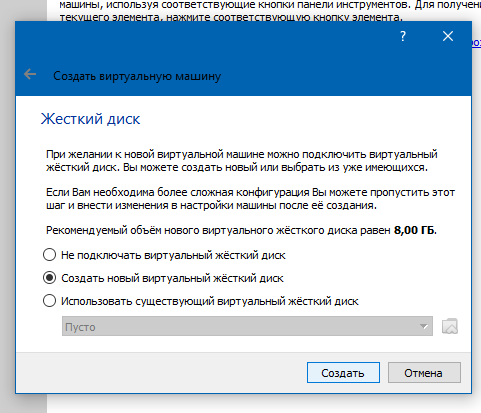 машины, используя соответствующие кнопки панели инструментов. Для получени
текущего элемента, нажмите соответствующую кнопку элемента.
?
Создать виртуальную машину
Жесткий диск
При желании к новой виртуальной машине можно подключить виртуальный
жёсткий диск. Вы можете создать новый или выбрать из уже имеющихся.
Если Вам необходима более сложная конфигурация Вы можете пропустить этот
шаг и внести изменения в настройки машины после её создания.
Рекомендуемый объём нового виртуального жёсткого диска равен 8,00 ГБ.
Не подключать виртуальный жёсткий диск
Создать новый виртуальный жёсткий диск
Использовать существующий виртуальный жёсткий диск
Пусто
Создать
Отмена